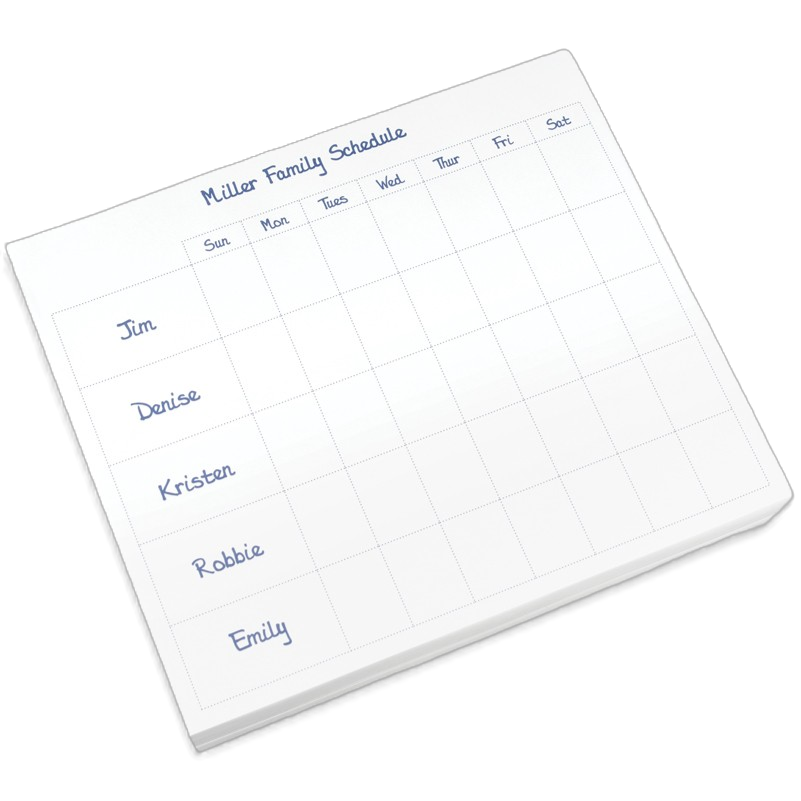 Miller Family Schedule
Sun Mon Tues Wed Thur Fri Sat
Jim
Denise
Kristen
Robbie
Emily